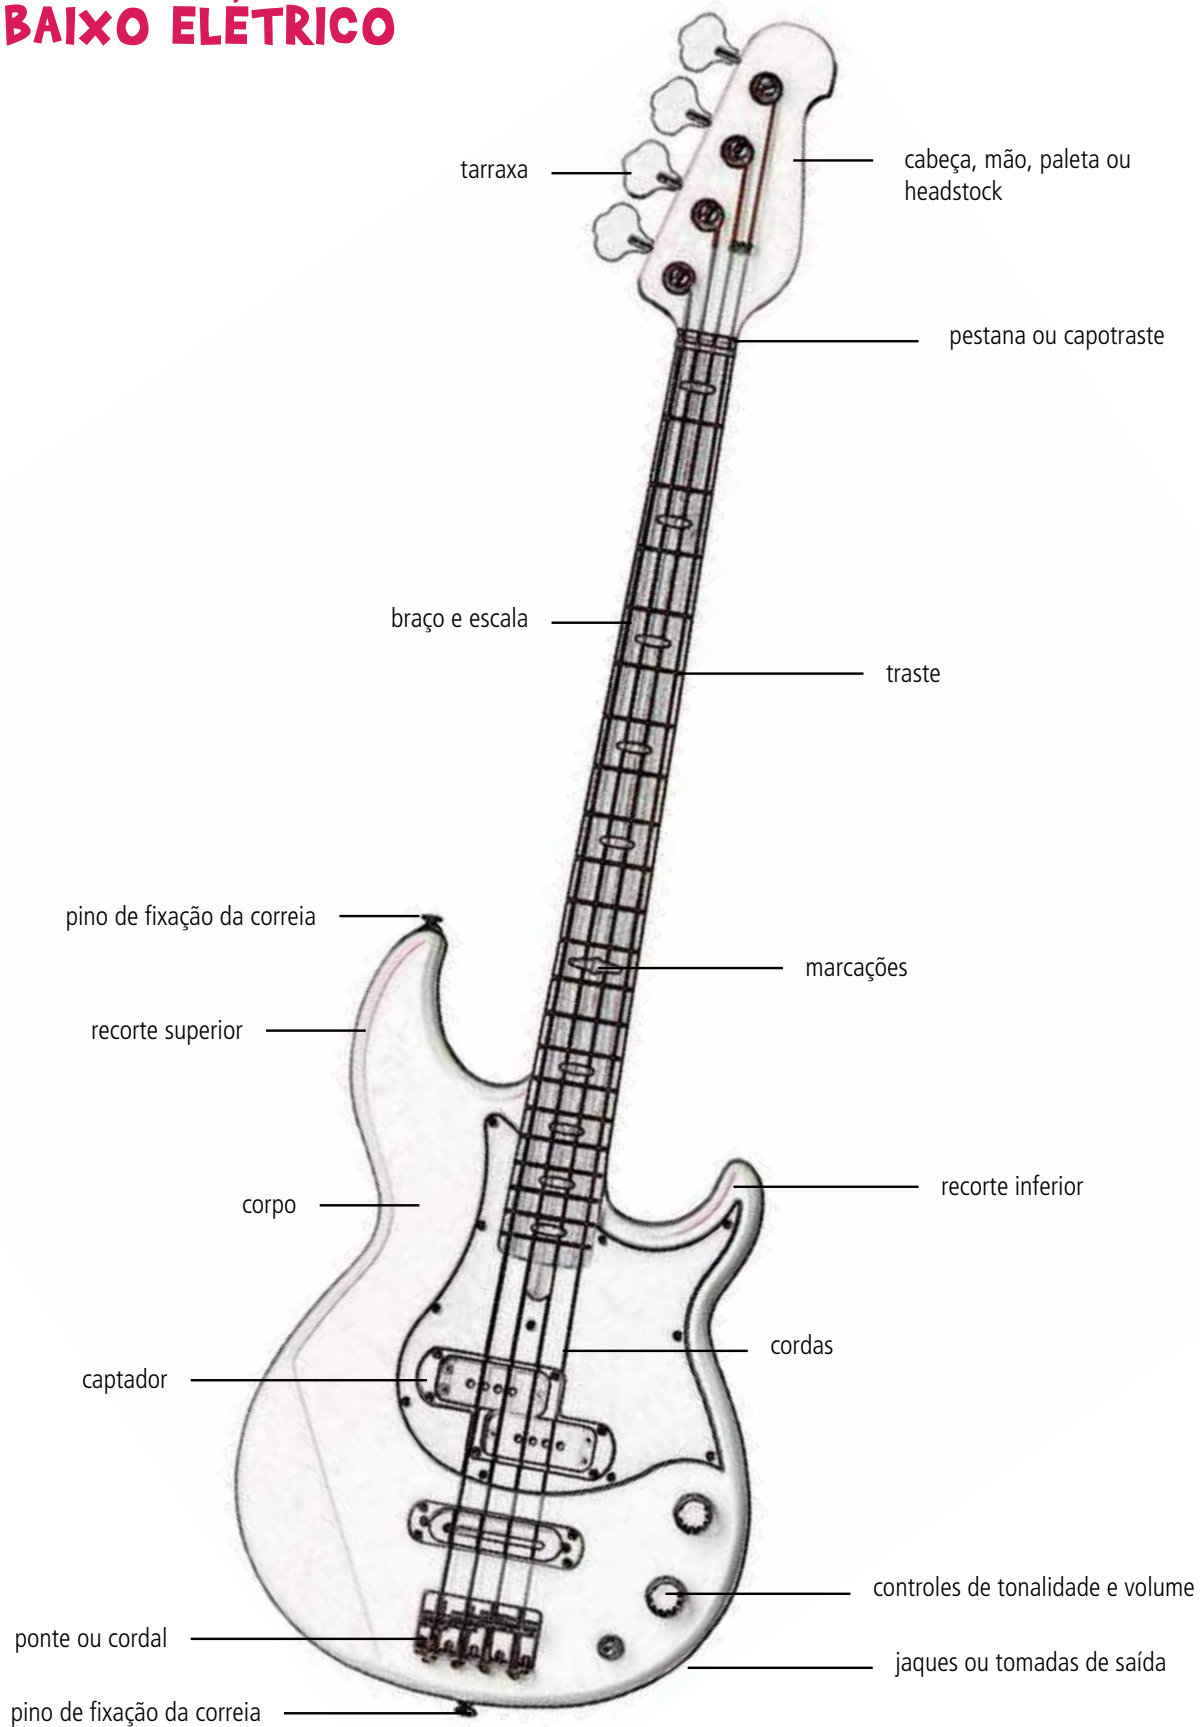 BAIXO ELÉTRICO
tarraxa
cabeça, mão, paleta ou
headstock
pestana ou capotraste
braço e escala
traste
pino de fixação da correia
marcações
recorte superior
recorte inferior
corpo
cordas
captador
controles de tonalidade e volume
ponte ou cordal
jaques ou tomadas de saída
pino de fixação da correia